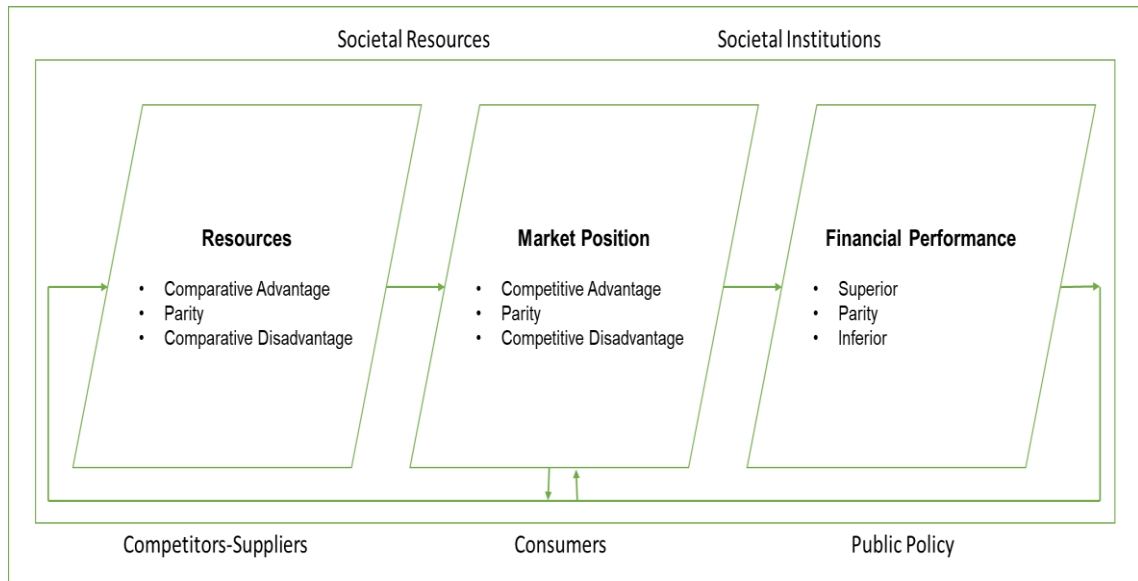 Societal Resources
Societal Institutions
Resources
• Comparative Advantage
• Parity
• Comparative Disadvantage
Market Position
• Competitive Advantage
• Parity
• Competitive Disadvantage
Financial Performance
• Superior
• Parity
• Inferior
Competitors-Suppliers
Consumers
Public Policy